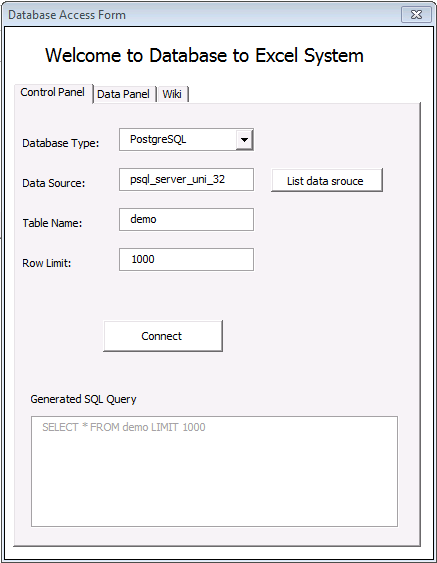 Database Access Form
Welcome to Database to Excel System
Control Panel Data Panel Wiki
Database Type: PostgreSQL
Data Source: psql_server_uni_32 List data srouce
Table Name: demo
Row Limit: 1000
Connect
Generated SQL Query
SELECT * FROM demo LIMIT 1000